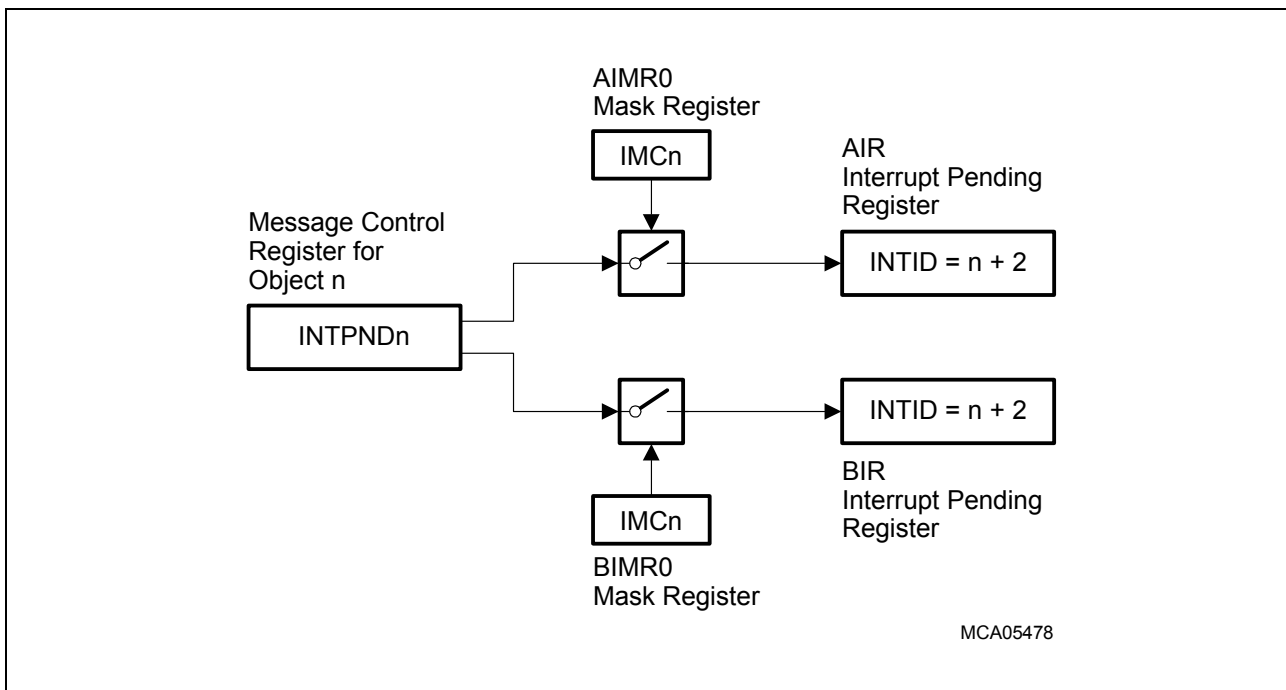 AIMR0
Mask Register
IMCn
AIR
Interrupt Pending
Register
INTID = n + 2
Message Control
Register for
Object n
INTPNDn
INTID = n + 2
BIR
Interrupt Pending
Register
IMCn
BIMR0
Mask Register
MCA05478